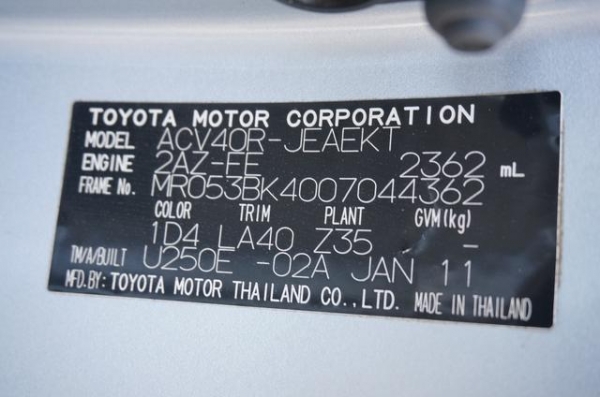 TOYOTA MOTOR CORPORATION
MODEL ACV40R-JEAEKT
ENGINE 2AZ-FE 2362 mL
FRAME No. MR053BK4007044362
COLOR TRIM PLANT GVM(kg)
1D4 LA40 Z35 -
TM/A/BUILT U250E -02A JAN 11
MFD.BY: TOYOTA MOTOR THAILAND CO.,LTD. MADE IN THAILAND